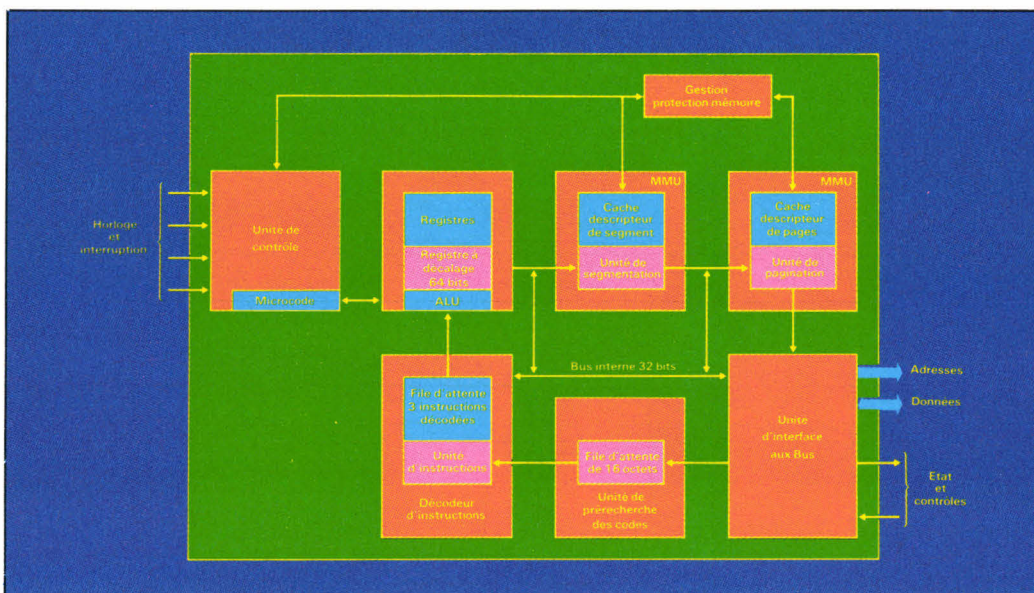 Gestion
protection mémoire
Horloge
et
interruption
Unité de
contrôle
Microcode
Registres
Registre à
décalage
64 bits
ALU
MMU
Cache
descripteur
de segment
Unité de
segmentation
MMU
Cache
descripteur
de pages
Unité de
pagination
Bus interne 32 bits
File d'attente
3 instructions
décodées
Unité
d'instructions
Décodeur
d'instructions
File d'attente
de 16 octets
Unité de
prérecherche
des codes
Unité
d'interface
aux Bus
Adresses
Données
Etat
et
contrôles